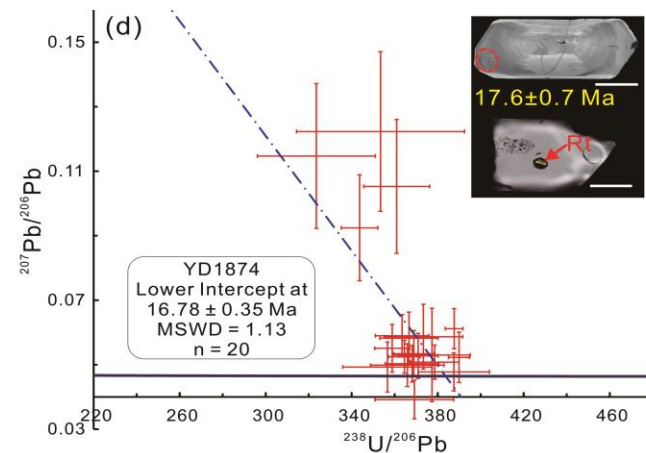 (d)
0.15
0.11
0.07
0.03
207Pb/206Pb
17.6±0.7 Ma
Rt
YD1874
Lower Intercept at
16.78 ± 0.35 Ma
MSWD = 1.13
n = 20
220 260 300 340 380 420 460
238U/206Pb